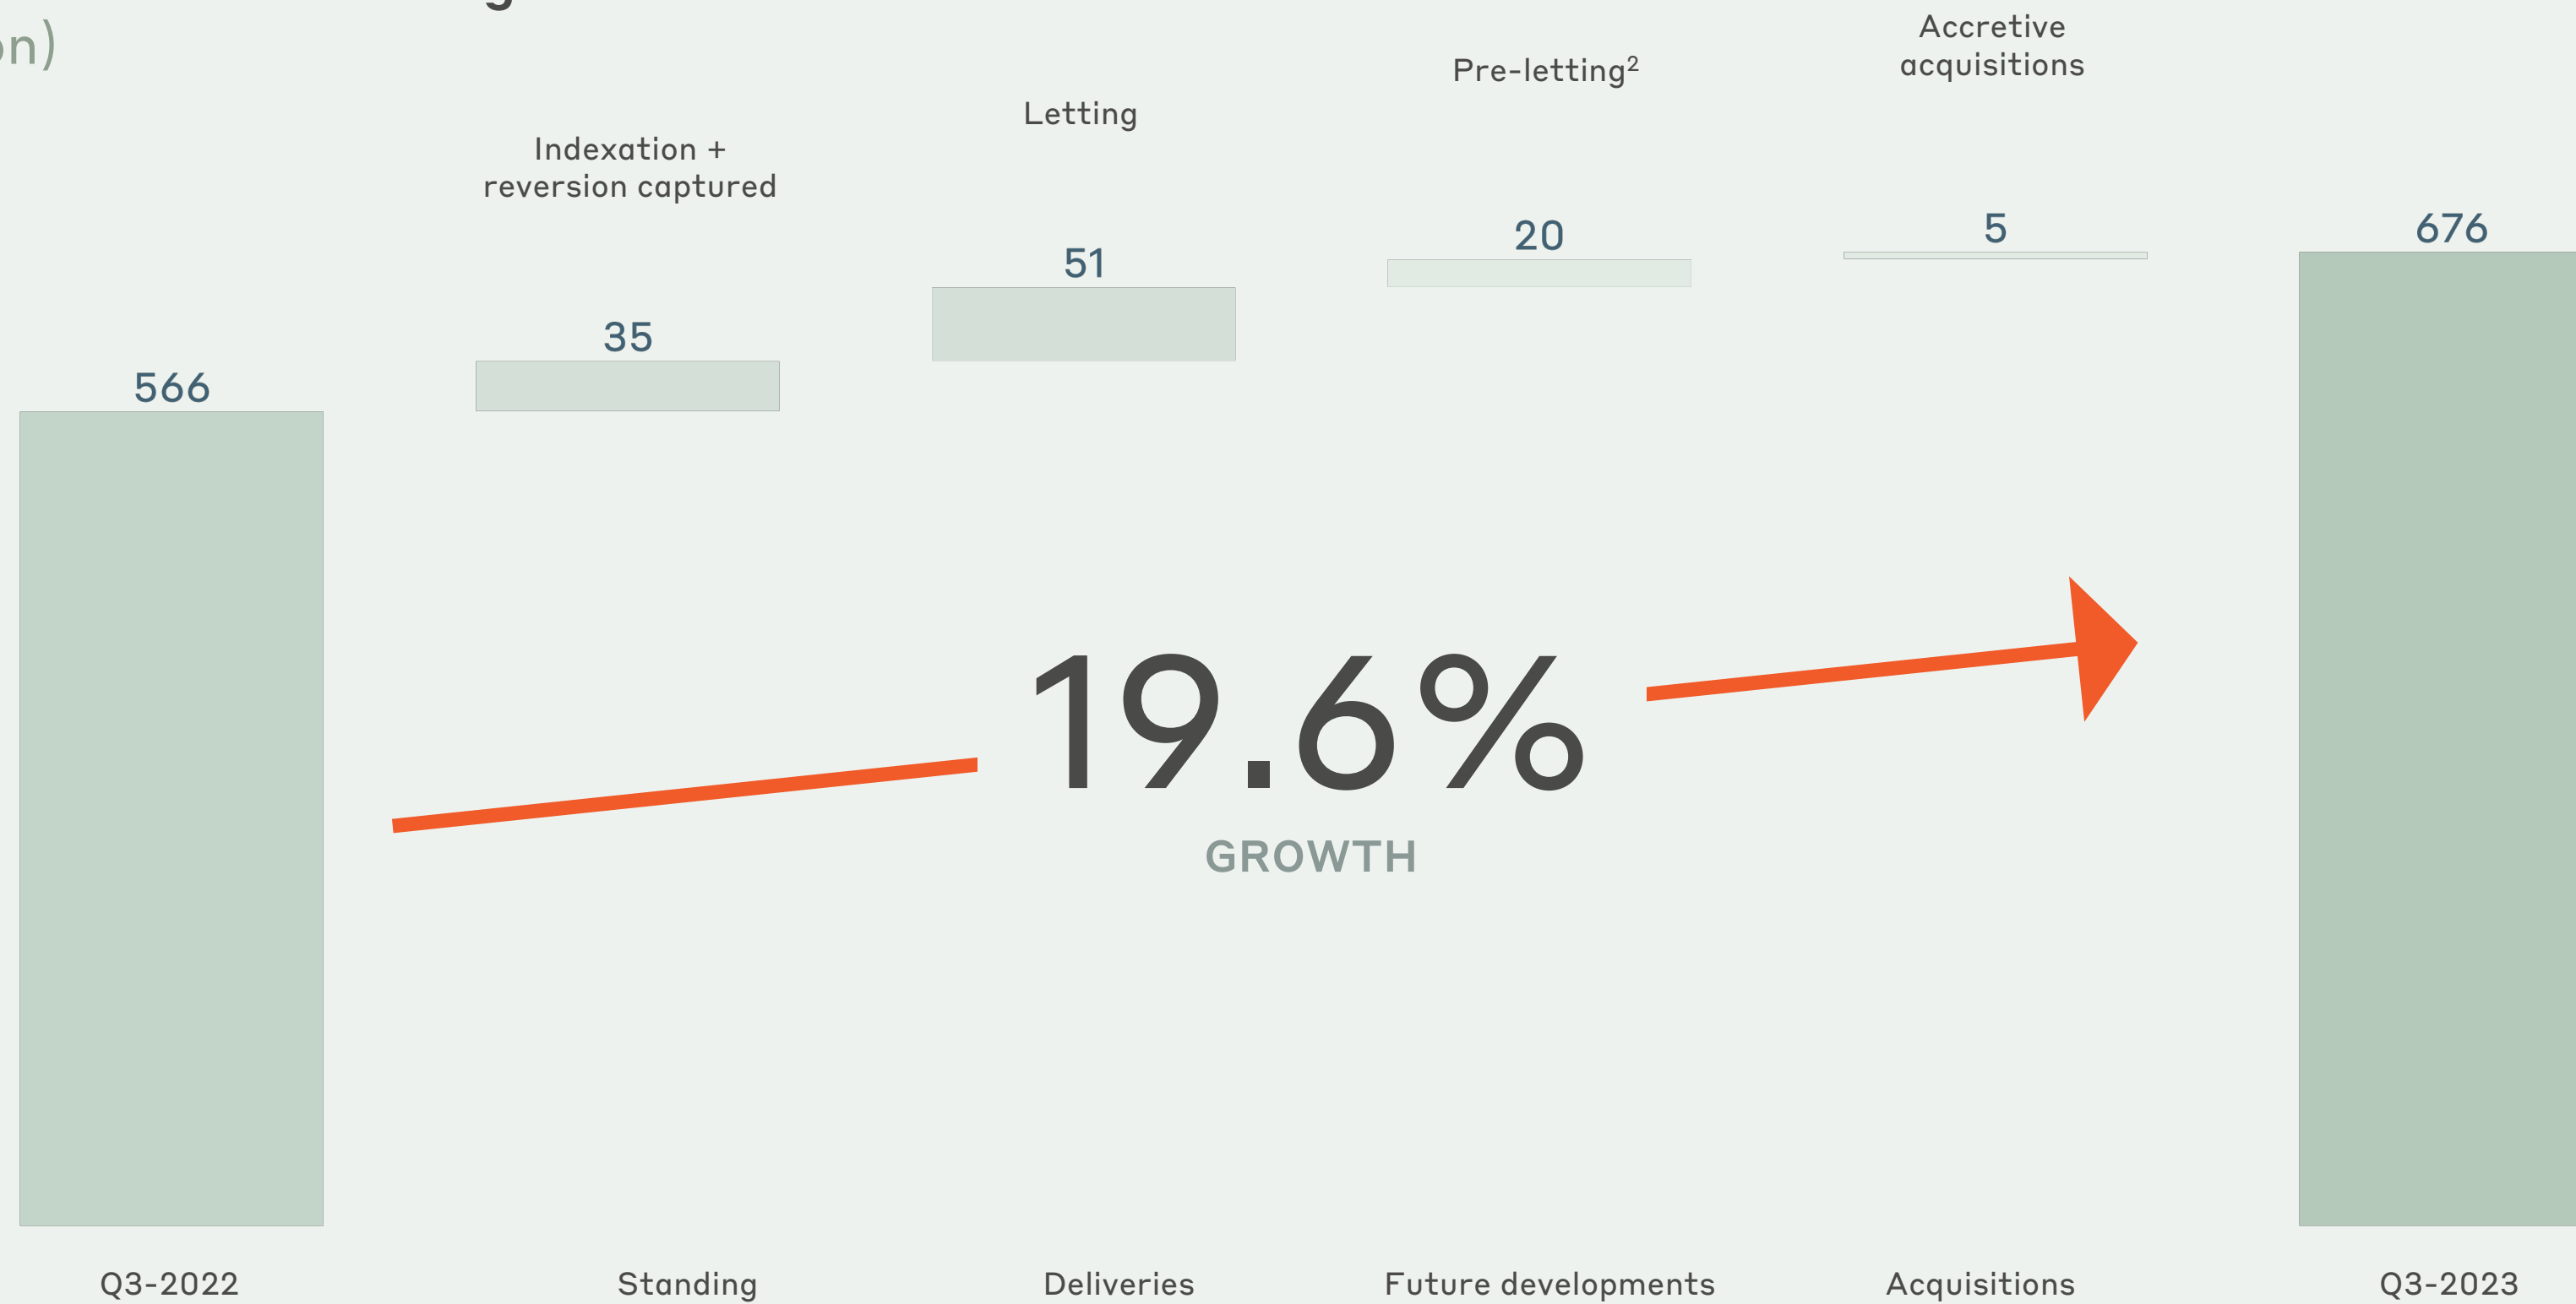 on)
Indexation +
reversion captured
Letting
Pre-letting²
Accretive
acquisitions
566
35
51
20
5
676
19.6%
GROWTH
Q3-2022
Standing
Deliveries
Future developments
Acquisitions
Q3-2023